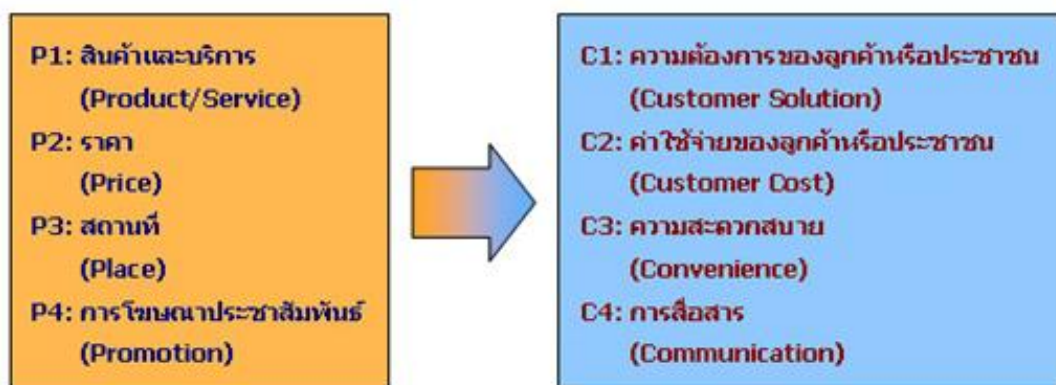 P1: สินค้าและบริการ
(Product/Service)
P2: ราคา
(Price)
P3: สถานที่
(Place)
P4: การโฆษณาประชาสัมพันธ์
(Promotion)
C1: ความต้องการของลูกค้าหรือประชาชน
(Customer Solution)
C2: ค่าใช้จ่ายของลูกค้าหรือประชาชน
(Customer Cost)
C3: ความสะดวกสบาย
(Convenience)
C4: การสื่อสาร
(Communication)